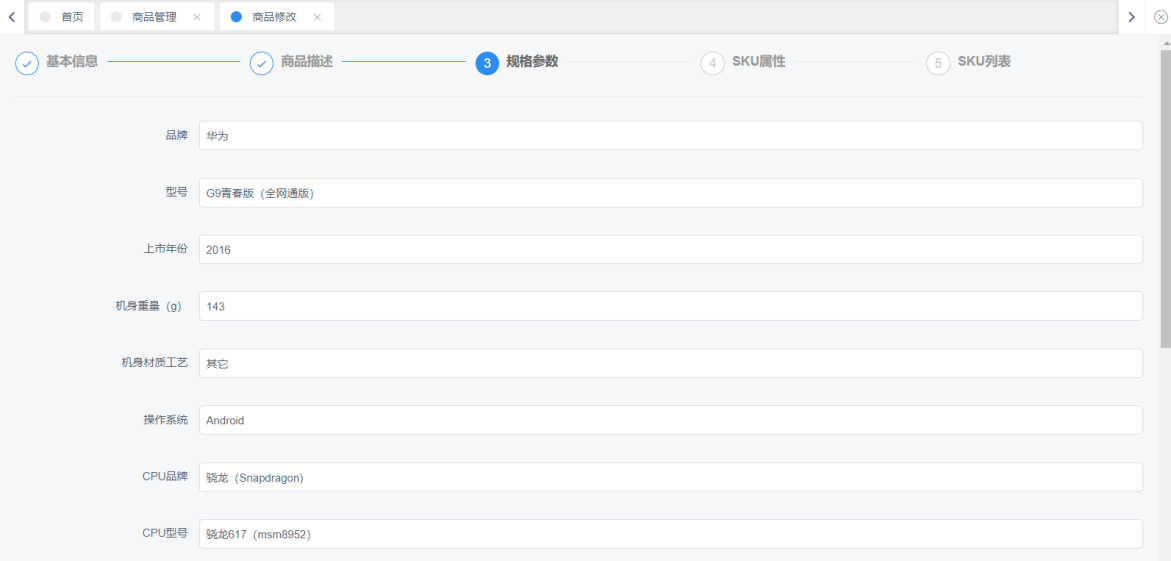 首页 商品管理 商品修改
基本信息 商品描述 3 规格参数 4 SKU属性 5 SKU列表
品牌 华为
型号 G9青春版（全网通版）
上市年份 2016
机身重量（g） 143
机身材质工艺 其它
操作系统 Android
CPU品牌 骁龙（Snapdragon)
CPU型号 骁龙617（msm8952）